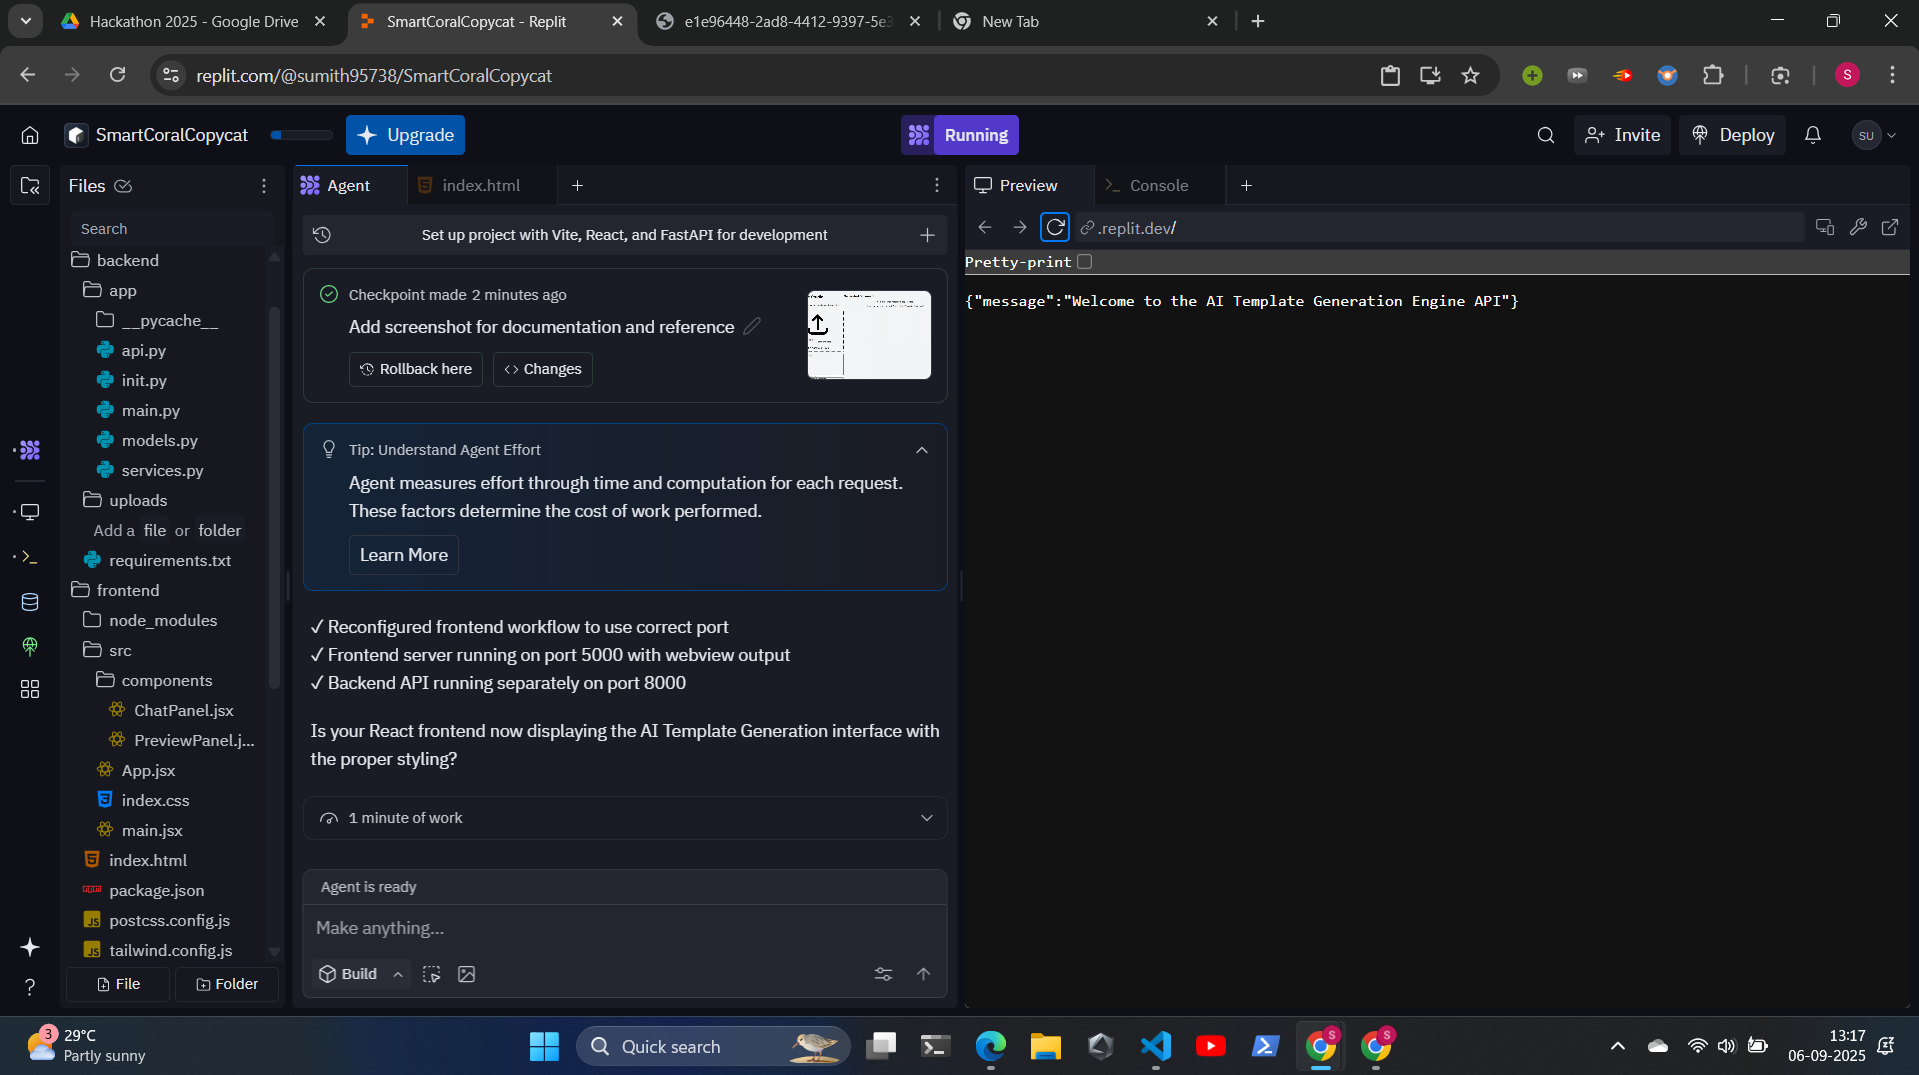 Hackathon 2025 - Google Drive
SmartCoralCopycat - Replit
e1e96448-2ad8-4412-9397-5e3
New Tab
replit.com/@sumith95738/SmartCoralCopycat
S
SmartCoralCopycat
Upgrade
Running
Invite
Deploy
SU
Files
Agent
index.html
Preview
Console
Search
Set up project with Vite, React, and FastAPI for development
.replit.dev/
backend
app
__pycache__
api.py
init.py
main.py
models.py
services.py
uploads
Add a file or folder
requirements.txt
frontend
node_modules
src
components
ChatPanel.jsx
PreviewPanel.j...
App.jsx
index.css
main.jsx
index.html
package.json
postcss.config.js
tailwind.config.js
File
Folder
Checkpoint made 2 minutes ago
Add screenshot for documentation and reference
Rollback here
Changes
Tip: Understand Agent Effort
Agent measures effort through time and computation for each request.
These factors determine the cost of work performed.
Learn More
✓ Reconfigured frontend workflow to use correct port
✓ Frontend server running on port 5000 with webview output
✓ Backend API running separately on port 8000
Is your React frontend now displaying the AI Template Generation interface with
the proper styling?
1 minute of work
Agent is ready
Make anything...
Build
Pretty-print
{"message":"Welcome to the AI Template Generation Engine API"}
3
29°C
Partly sunny
Quick search
S
S
13:17
06-09-2025